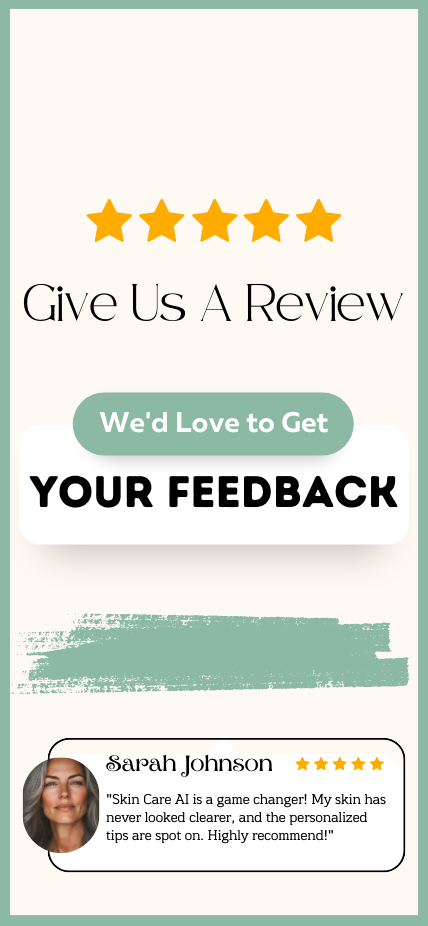 Give Us A Review
We'd Love to Get
YOUR FEEDBACK
Sarah Johnson
"Skin Care AI is a game changer! My skin has
never looked clearer, and the personalized
tips are spot on. Highly recommend!"